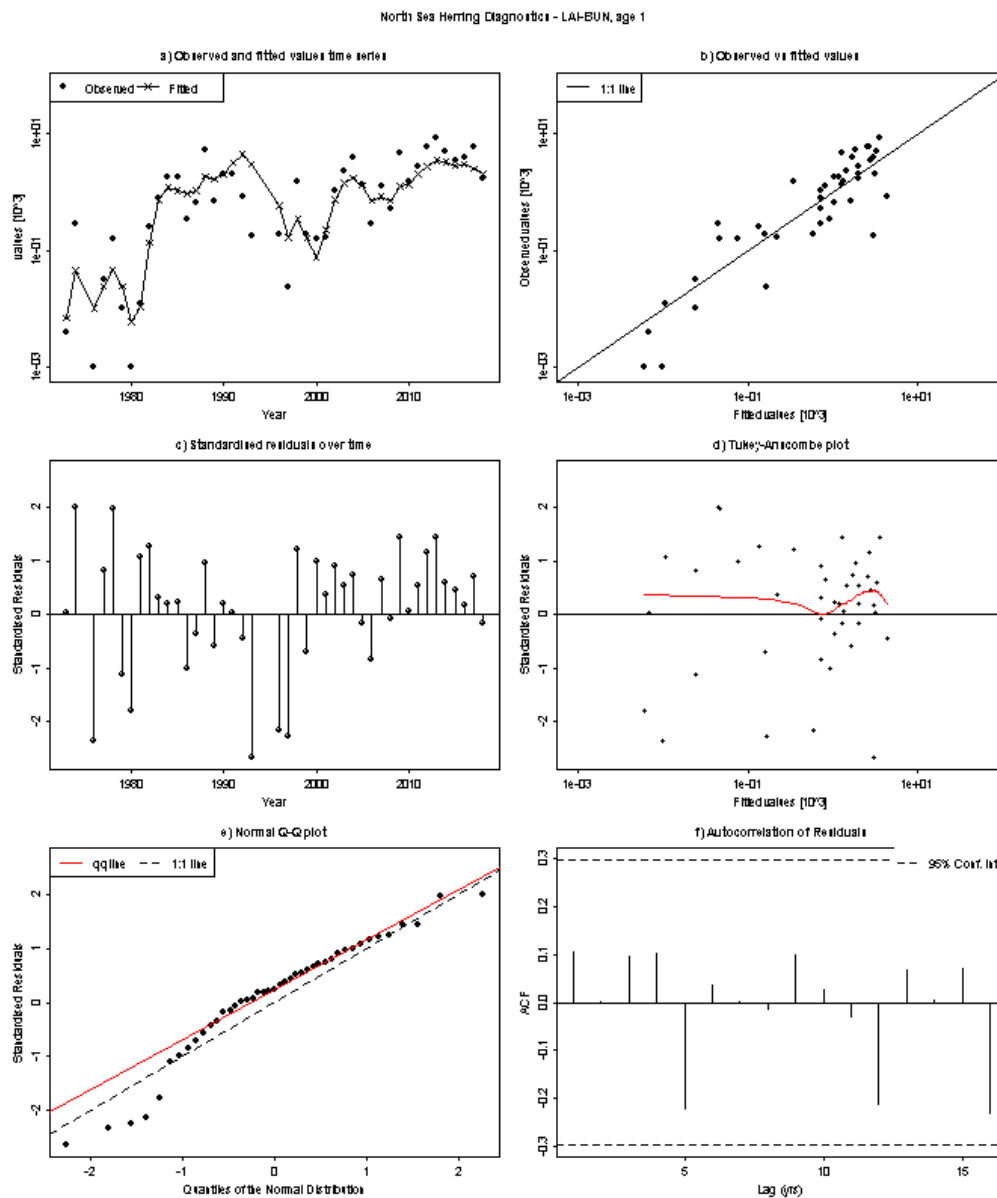 North Sea Herring Diagnostics - LAI-BUN, age 1
a) Observed and fitted values time series
Observed Fitted
values [10^3]
1e+01
1e-01
1e-03
1980 1990 2000 2010
Year
b) Observed vs fitted values
1:1 line
Observed values [10^3]
1e+01
1e-01
1e-03
1e-03 1e-01 1e+01
Fitted values [10^3]
c) Standardised residuals over time
Standardised Residuals
2
1
0
-1
-2
1980 1990 2000 2010
Year
d) Tukey-Anscombe plot
Standardised Residuals
2
1
0
-1
-2
1e-03 1e-01 1e+01
Fitted values [10^3]
e) Normal Q-Q plot
qq line 1:1 line
Standardised Residuals
2
1
0
-1
-2
-2 -1 0 1 2
Quantiles of the Normal Distribution
f) Autocorrelation of Residuals
95% Conf. Int
ACF
0.3
0.2
0.1
0.0
-0.1
-0.2
-0.3
5 10 15
Lag (yrs)